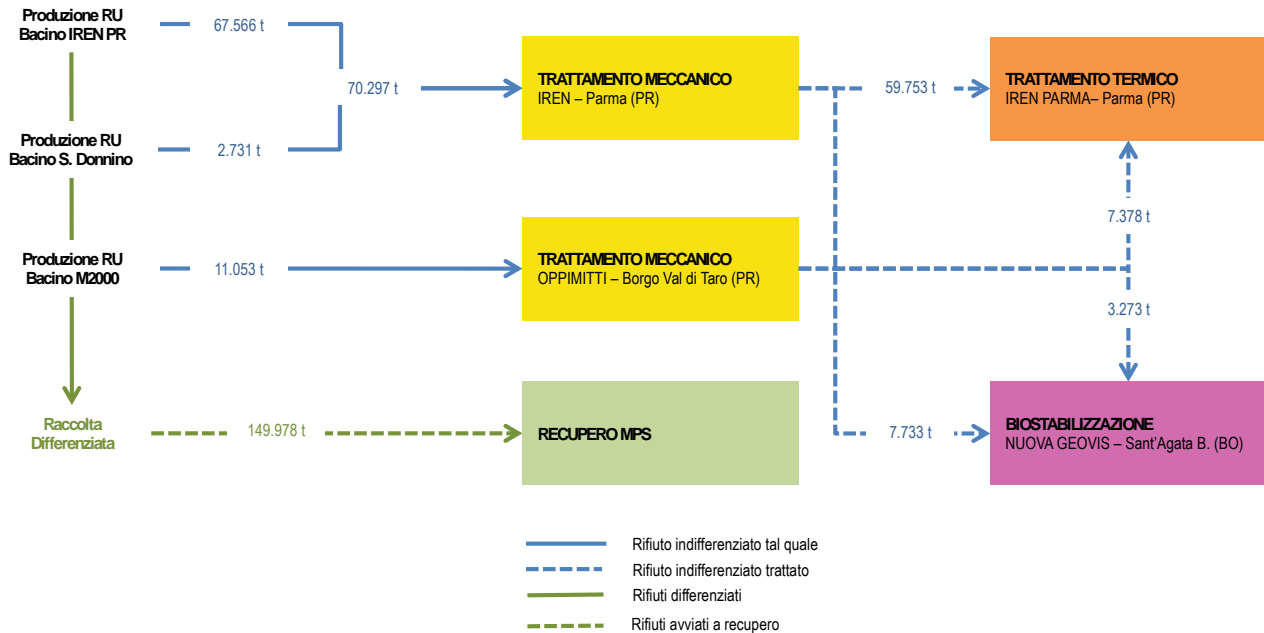 Produzione RU
Bacino IREN PR
67.566 t
70.297 t
TRATTAMENTO MECCANICO
IREN – Parma (PR)
59.753 t
TRATTAMENTO TERMICO
IREN PARMA– Parma (PR)
Produzione RU
Bacino S. Donnino
2.731 t
7.378 t
Produzione RU
Bacino M2000
11.053 t
TRATTAMENTO MECCANICO
OPPIMITTI – Borgo Val di Taro (PR)
3.273 t
Raccolta
Differenziata
149.978 t
RECUPERO MPS
7.733 t
BIOSTABILIZZAZIONE
NUOVA GEOVIS – Sant'Agata B. (BO)
Rifiuto indifferenziato tal quale
Rifiuto indifferenziato trattato
Rifiuti differenziati
Rifiuti avviati a recupero